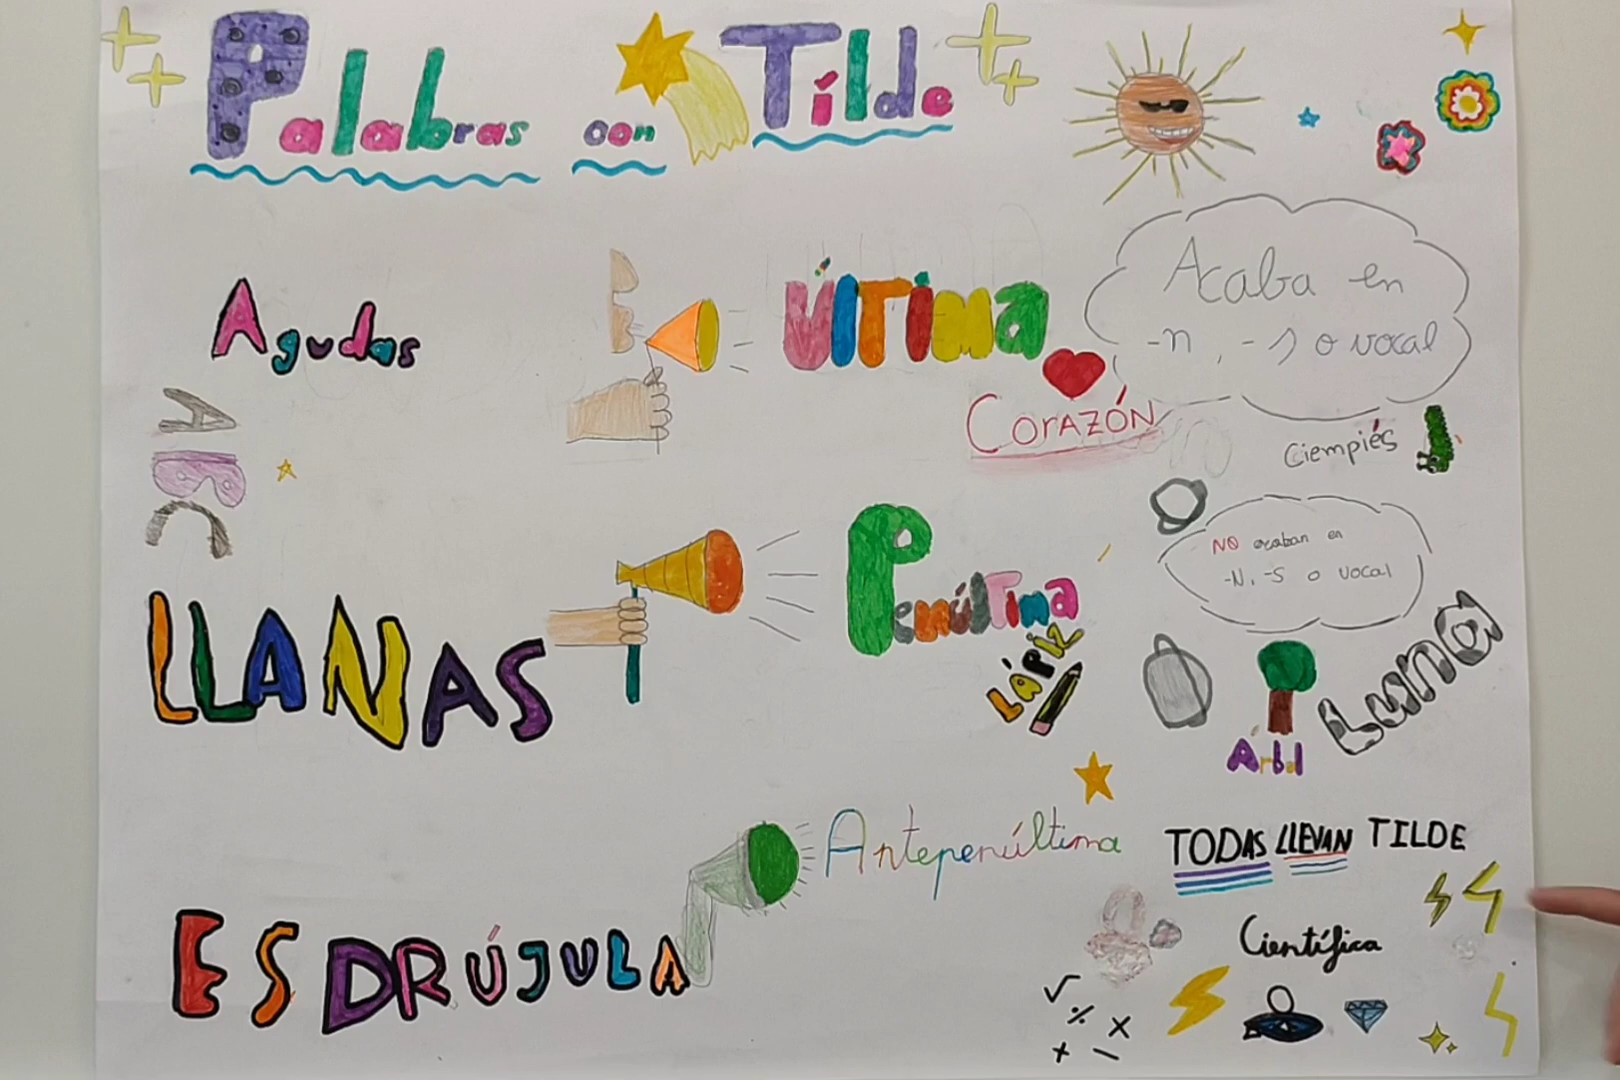 Palabras con Tílde
Agudas
última
Acaba en
-n, -s o vocal
Corazón
Ciempiés
ABC
LLANAS
Penúltima
NO acaban en
-N, -S o vocal
LÁPIZ
Árbol
Luna
ESDRÚJULA
Antepenúltima
TODAS LLEVAN TILDE
Científica
√
% x
+ -